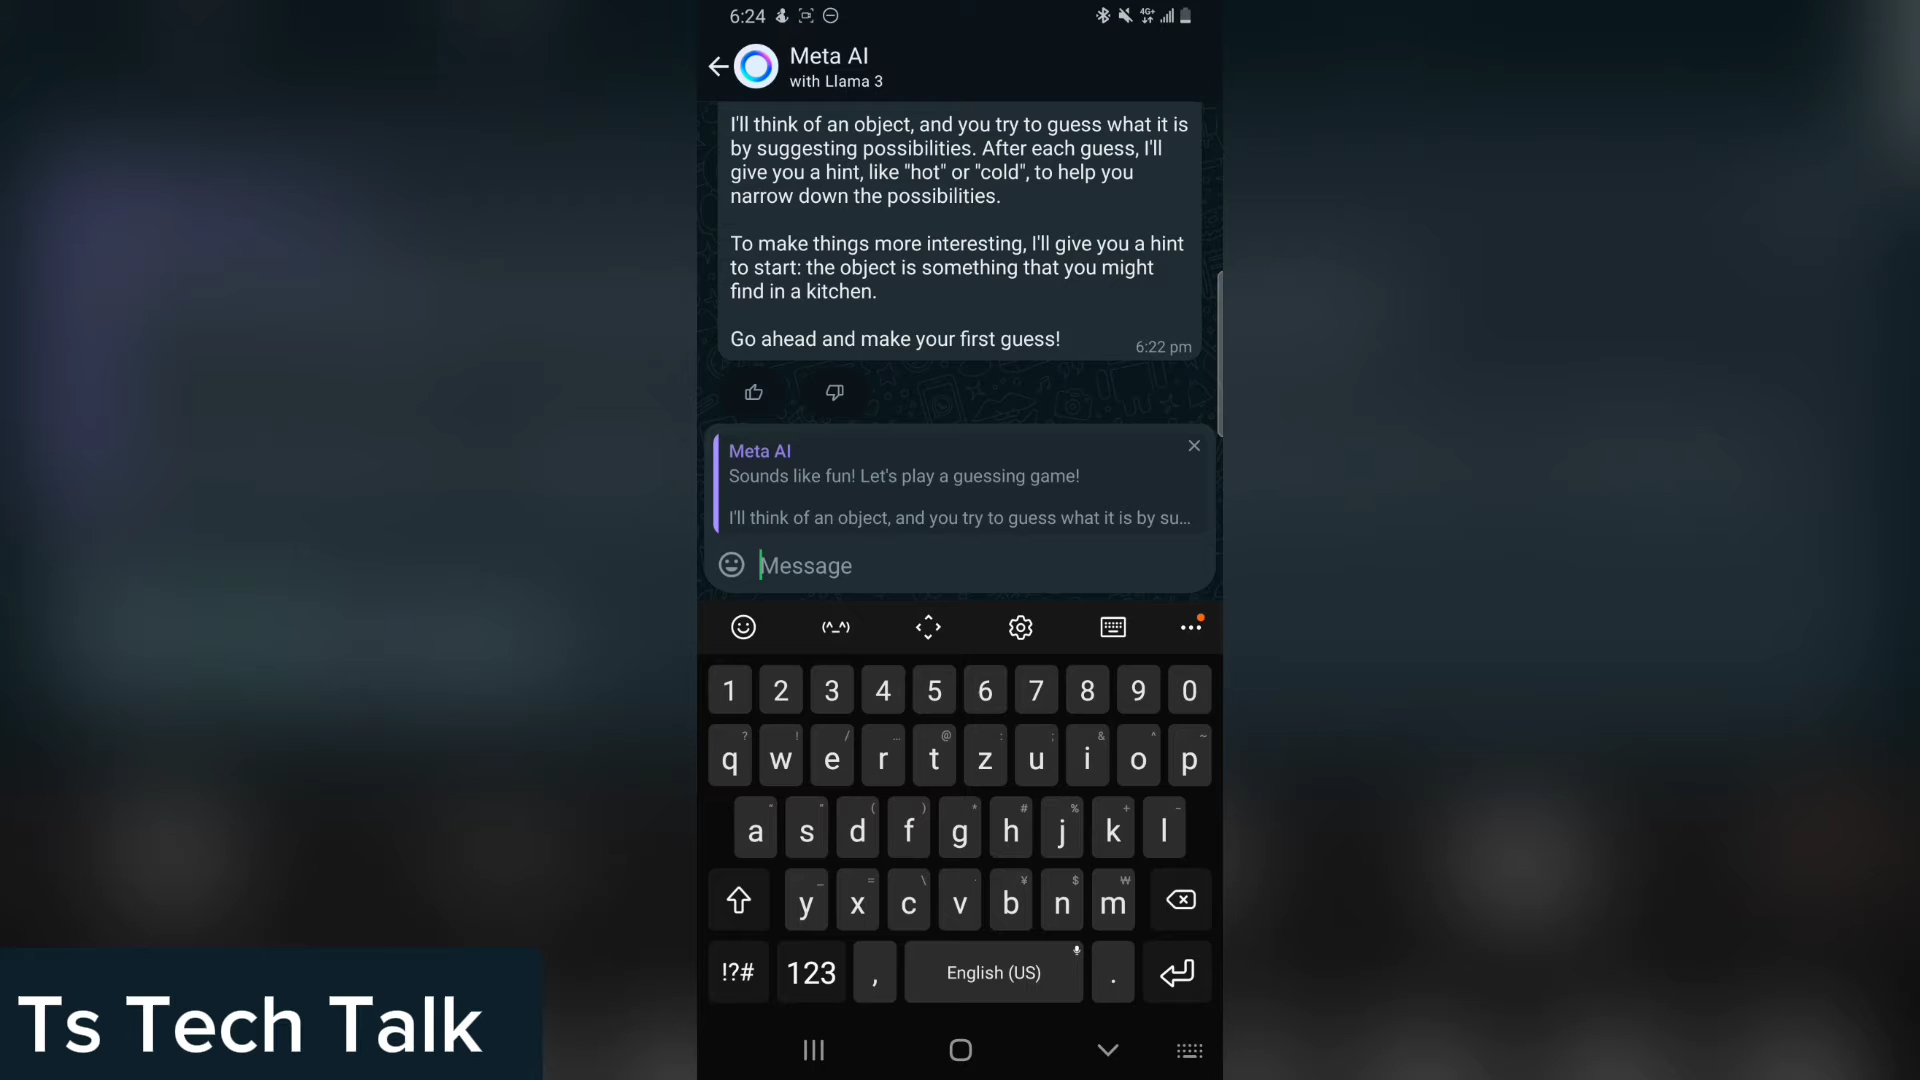 6:24
4G+
Meta AI
with Llama 3
I'll think of an object, and you try to guess what it is
by suggesting possibilities. After each guess, I'll
give you a hint, like "hot" or "cold", to help you
narrow down the possibilities.
To make things more interesting, I'll give you a hint
to start: the object is something that you might
find in a kitchen.
Go ahead and make your first guess!
6:22 pm
Meta AI
Sounds like fun! Let's play a guessing game!
I'll think of an object, and you try to guess what it is by su...
Message
(^_^)
1 2 3 4 5 6 7 8 9 0
? ! / ... @ : ; & ^ ~
q w e r t z u i o p
" " ( ) * # % + -
a s d f g h j k l
_ = \ · ¥ $ ₩
y x c v b n m
!?# 123 , English (US) .
Ts Tech Talk